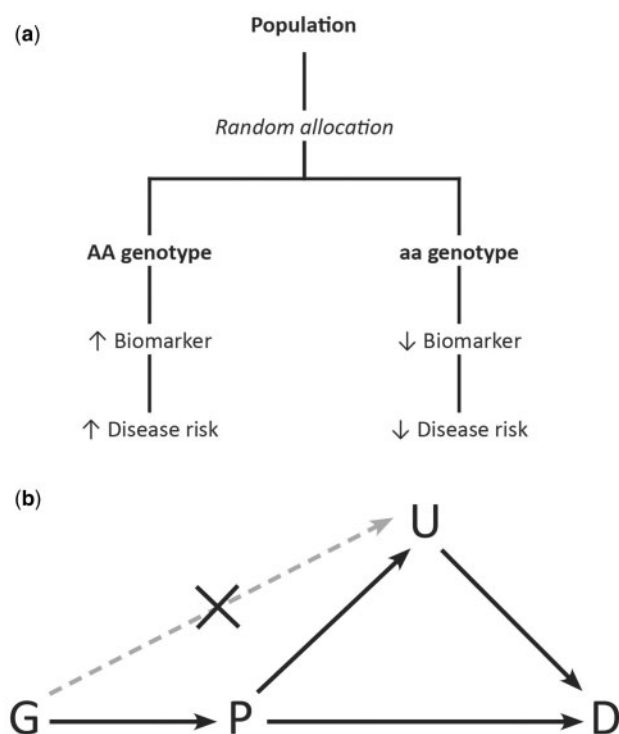 (a)
Population
Random allocation
AA genotype aa genotype
↑ Biomarker ↓ Biomarker
↑ Disease risk ↓ Disease risk
(b)
U
G P D